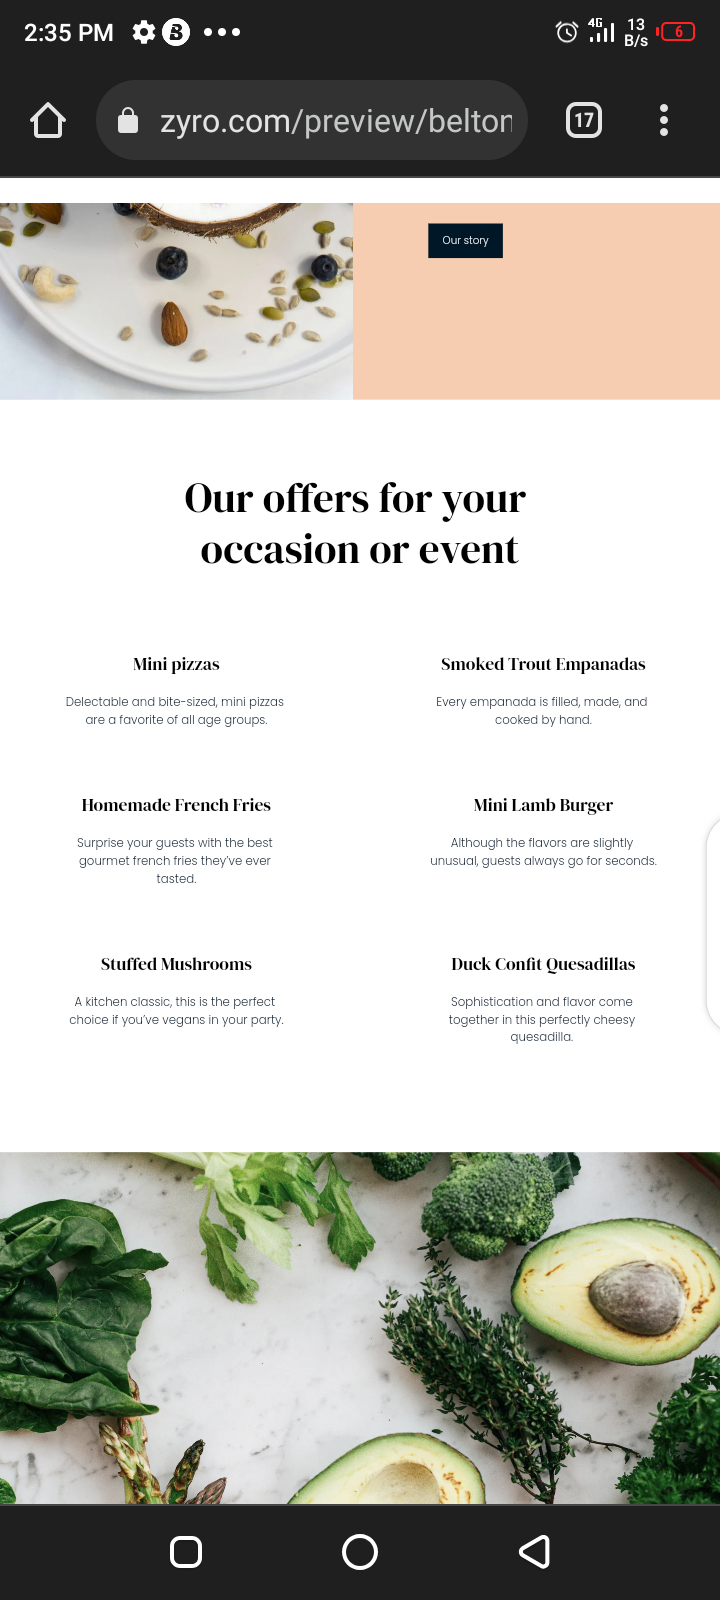 2:35 PM
4G
13
B/s
6
zyro.com/preview/belton
17
Our story
Our offers for your
occasion or event
Mini pizzas
Delectable and bite-sized, mini pizzas
are a favorite of all age groups.
Smoked Trout Empanadas
Every empanada is filled, made, and
cooked by hand.
Homemade French Fries
Surprise your guests with the best
gourmet french fries they've ever
tasted.
Mini Lamb Burger
Although the flavors are slightly
unusual, guests always go for seconds.
Stuffed Mushrooms
A kitchen classic, this is the perfect
choice if you've vegans in your party.
Duck Confit Quesadillas
Sophistication and flavor come
together in this perfectly cheesy
quesadilla.